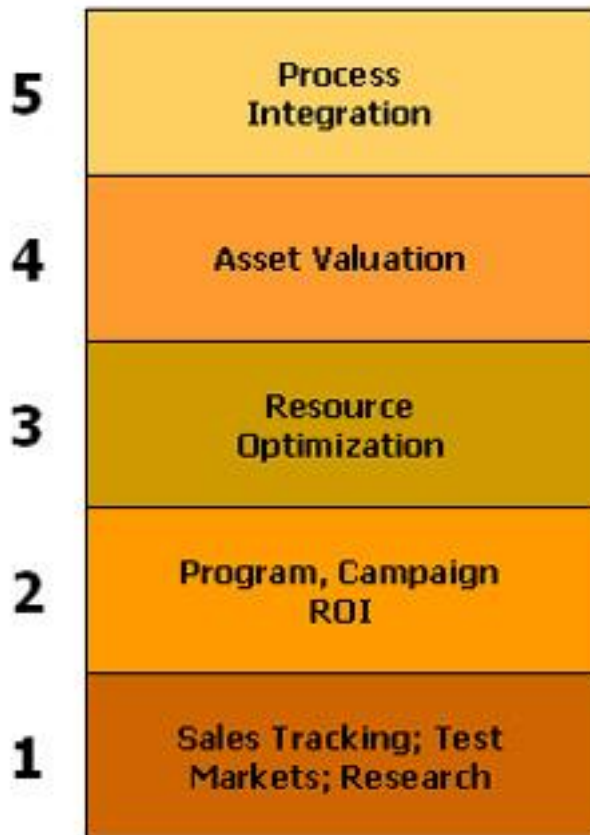 5
Process
Integration
4
Asset Valuation
3
Resource
Optimization
2
Program, Campaign
ROI
1
Sales Tracking; Test
Markets; Research